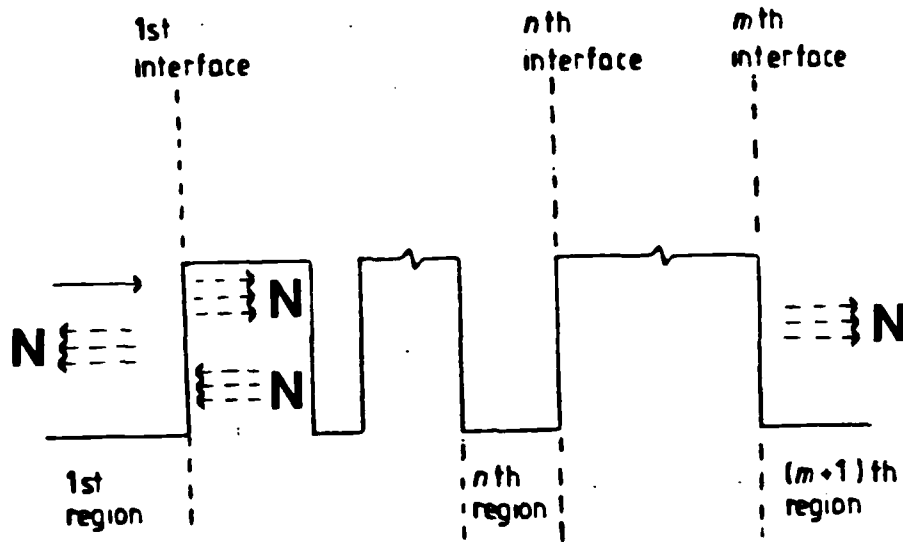 1st
interface
nth
interface
mth
interface
N
N
N
N
1st
region
nth
region
(m+1)th
region